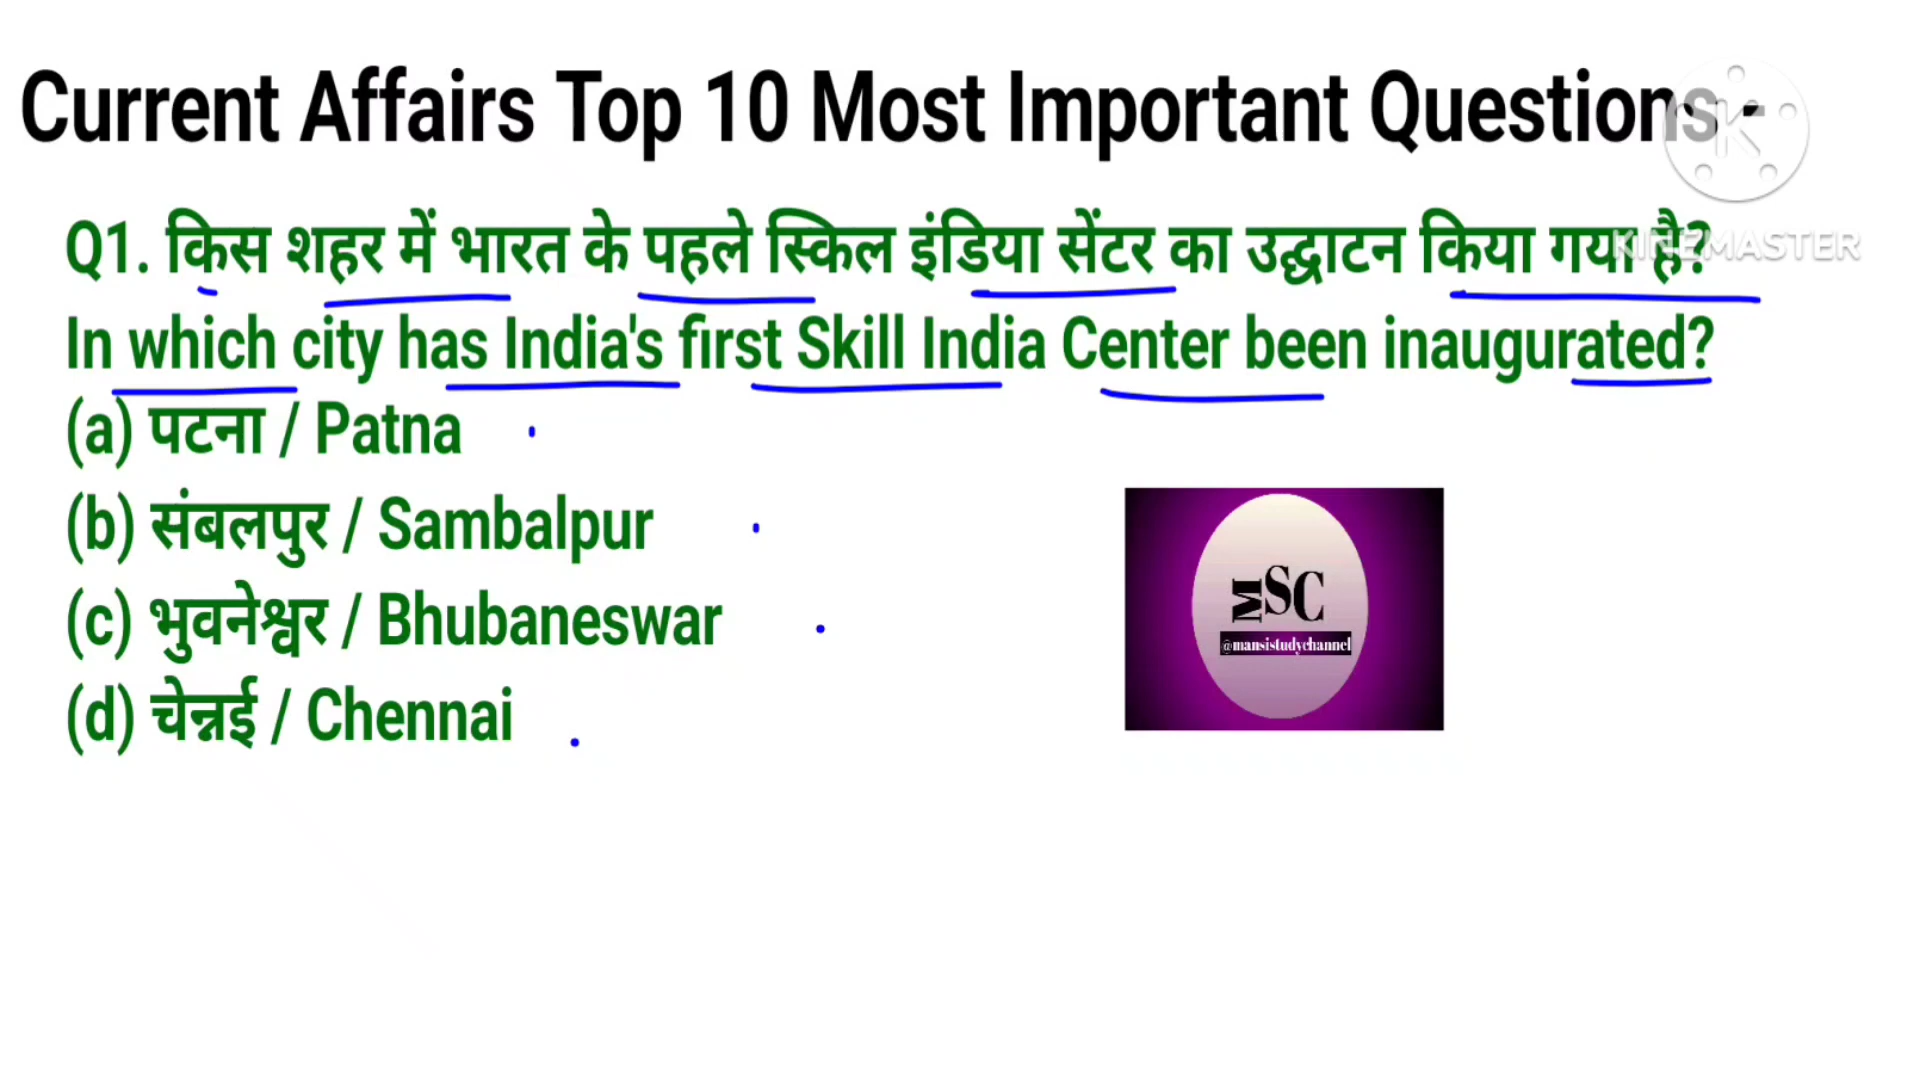 Current Affairs Top 10 Most Important Questions -
Q1. किस शहर में भारत के पहले स्किल इंडिया सेंटर का उद्घाटन किया गया है?
KINEMASTER
In which city has India's first Skill India Center been inaugurated?
(a) पटना / Patna
(b) संबलपुर / Sambalpur
(c) भुवनेश्वर / Bhubaneswar
(d) चेन्नई / Chennai
MSC
@mansistudychannel